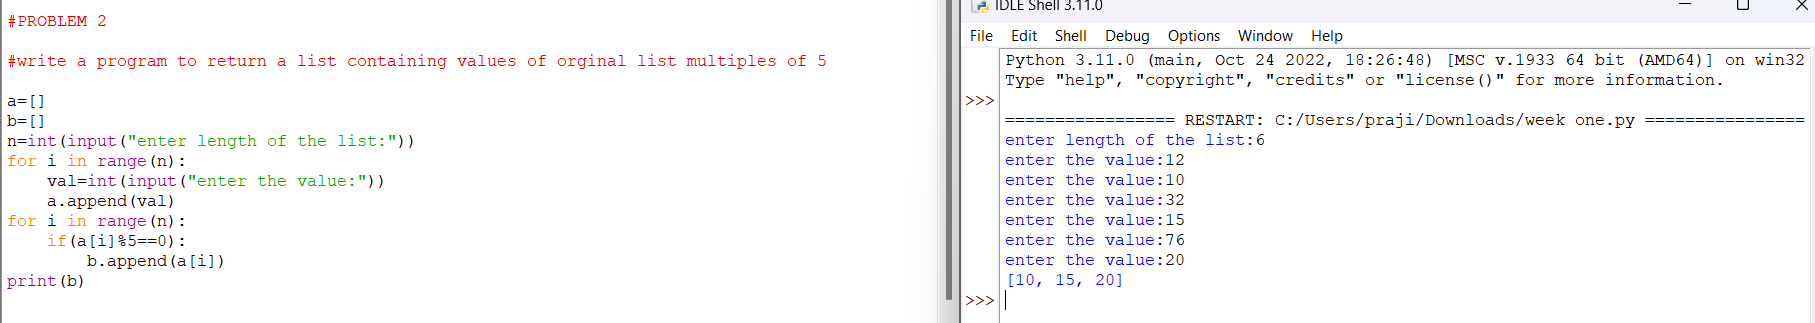 #PROBLEM 2
#write a program to return a list containing values of orginal list multiples of 5
a=[]
b=[]
n=int(input("enter length of the list:"))
for i in range(n):
    val=int(input("enter the value:"))
    a.append(val)
for i in range(n):
    if(a[i]%5==0):
        b.append(a[i])
print(b)
IDLE Shell 3.11.0
File Edit Shell Debug Options Window Help
Python 3.11.0 (main, Oct 24 2022, 18:26:48) [MSC v.1933 64 bit (AMD64)] on win32
Type "help", "copyright", "credits" or "license()" for more information.
>>>
================= RESTART: C:/Users/praji/Downloads/week one.py ================
enter length of the list:6
enter the value:12
enter the value:10
enter the value:32
enter the value:15
enter the value:76
enter the value:20
[10, 15, 20]
>>>